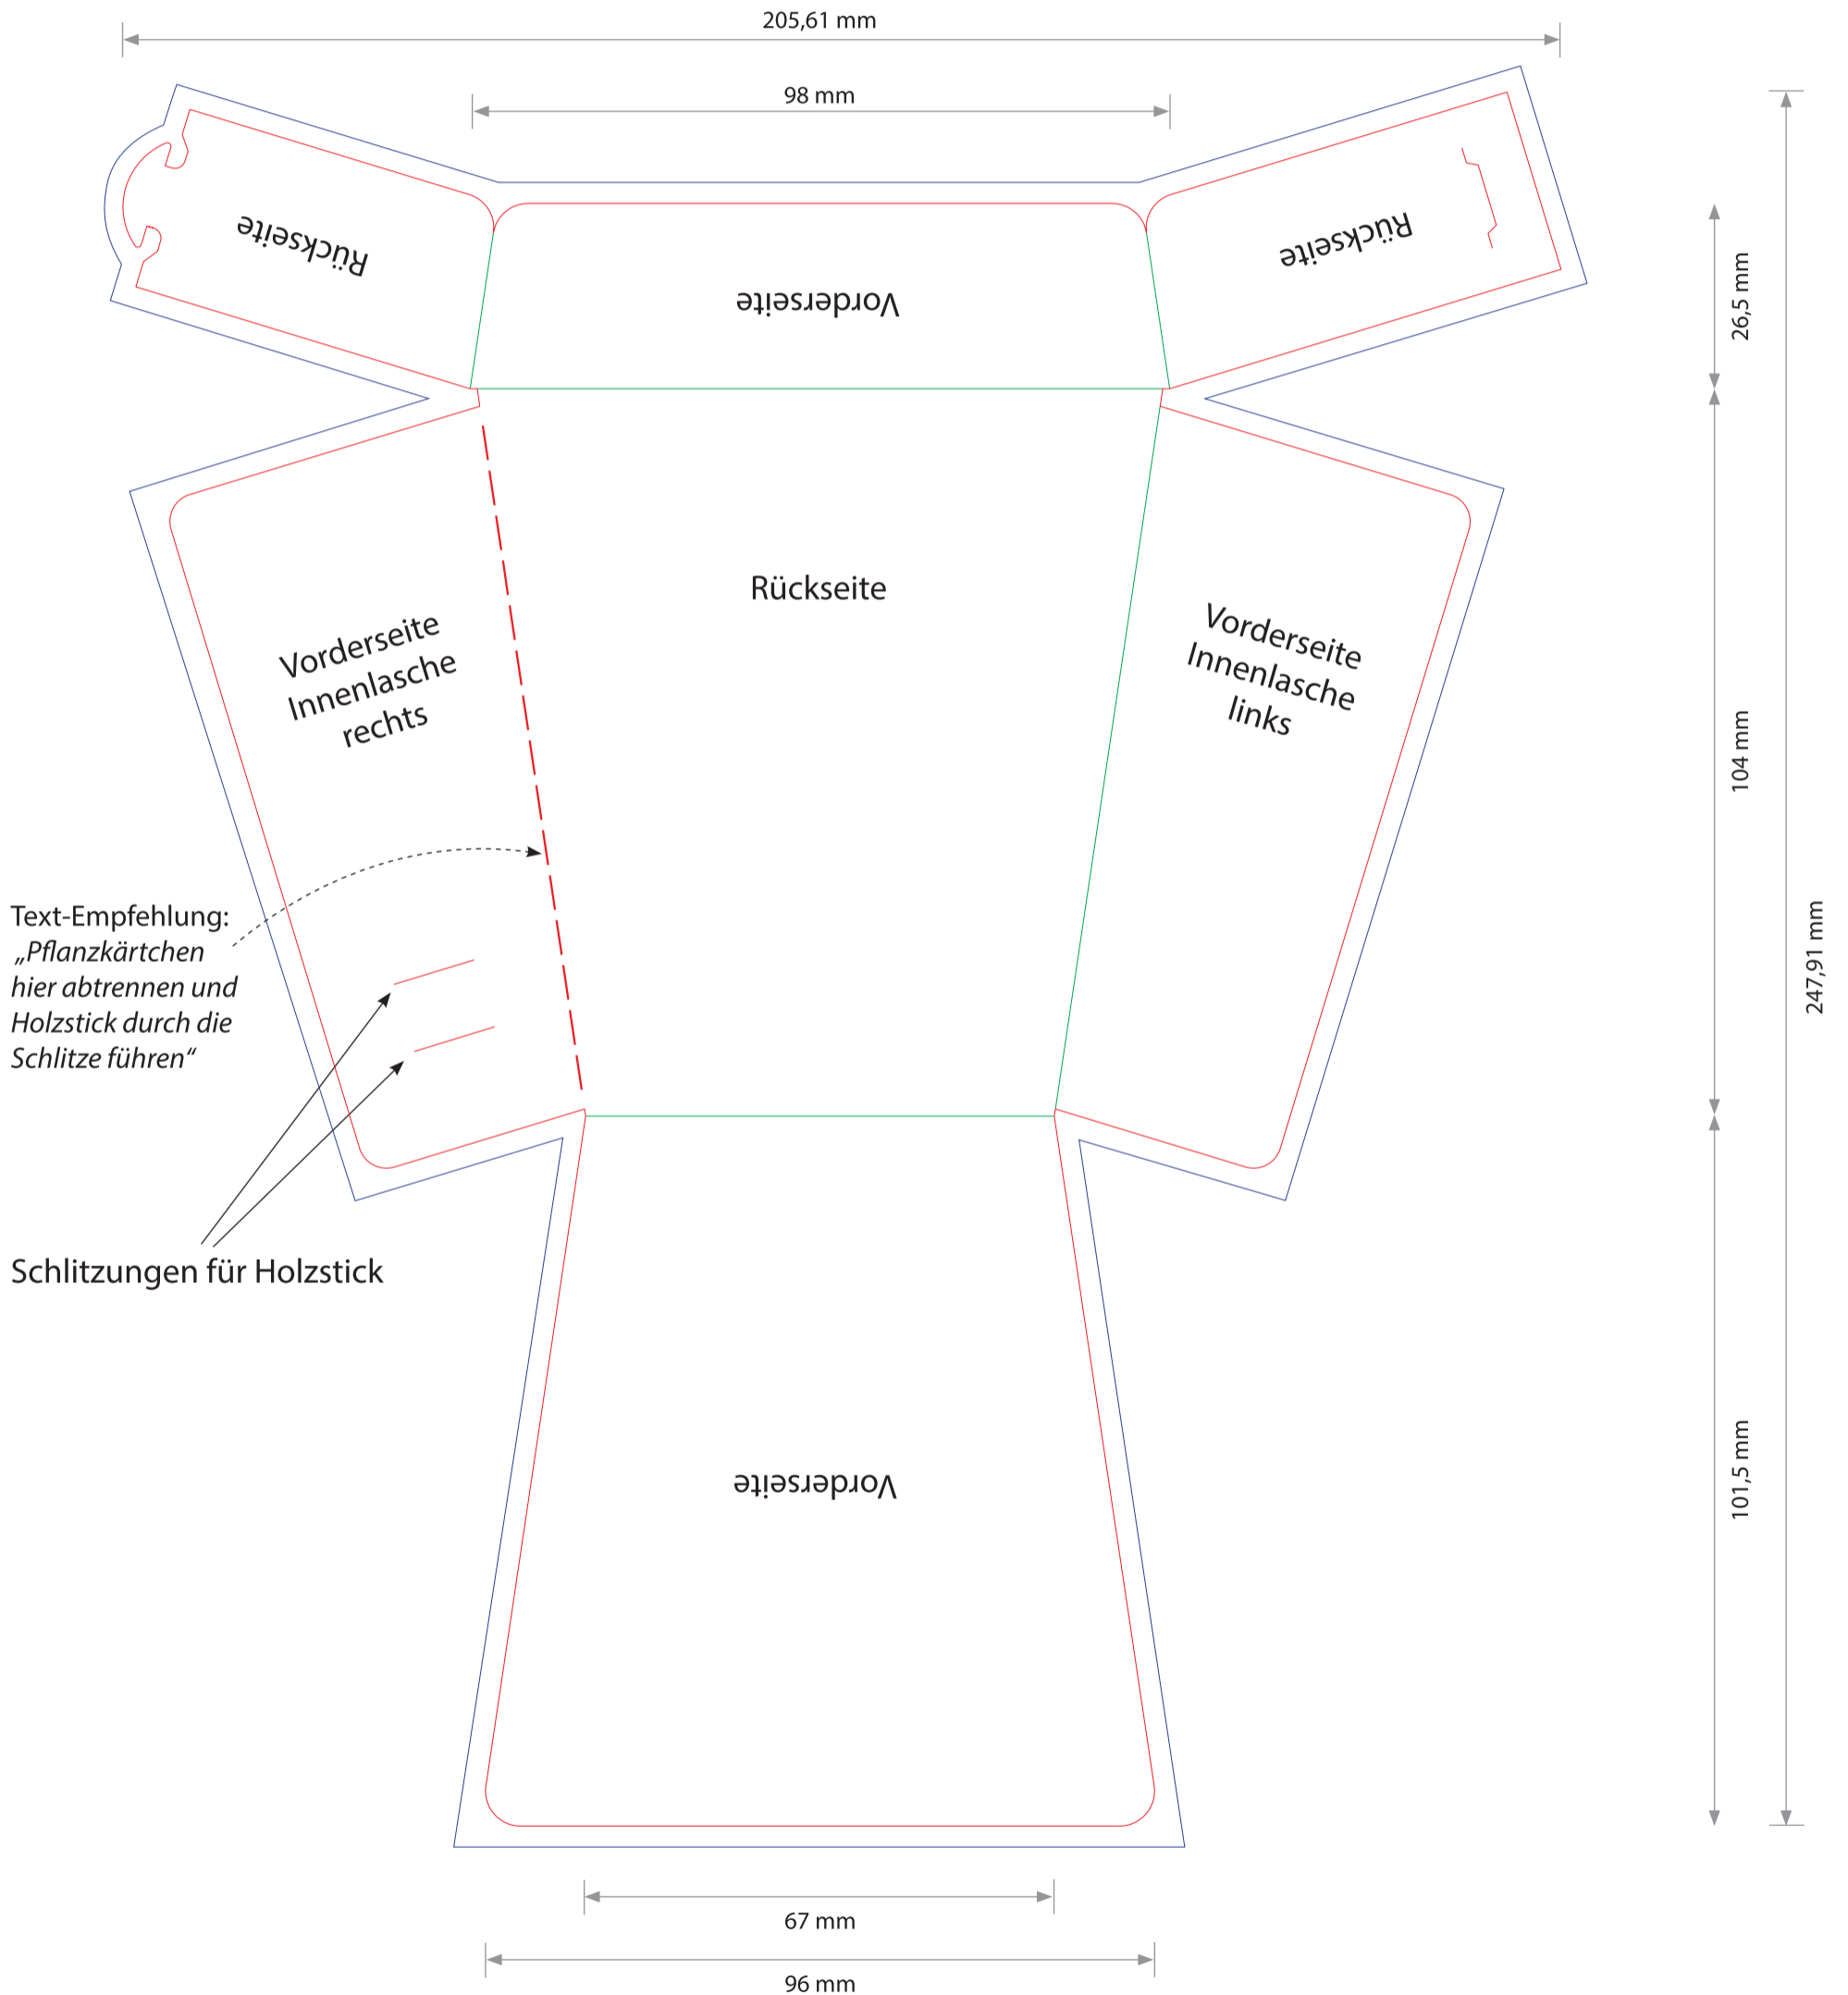 205,61 mm
98 mm
Rückseite
Vorderseite
Rückseite
26,5 mm
Rückseite
Vorderseite
Innenlasche
rechts
Vorderseite
Innenlasche
links
104 mm
Text-Empfehlung:
„Pflanzkärtchen
hier abtrennen und
Holzstick durch die
Schlitze führen“
247,91 mm
Schlitzungen für Holzstick
Vorderseite
101,5 mm
67 mm
96 mm